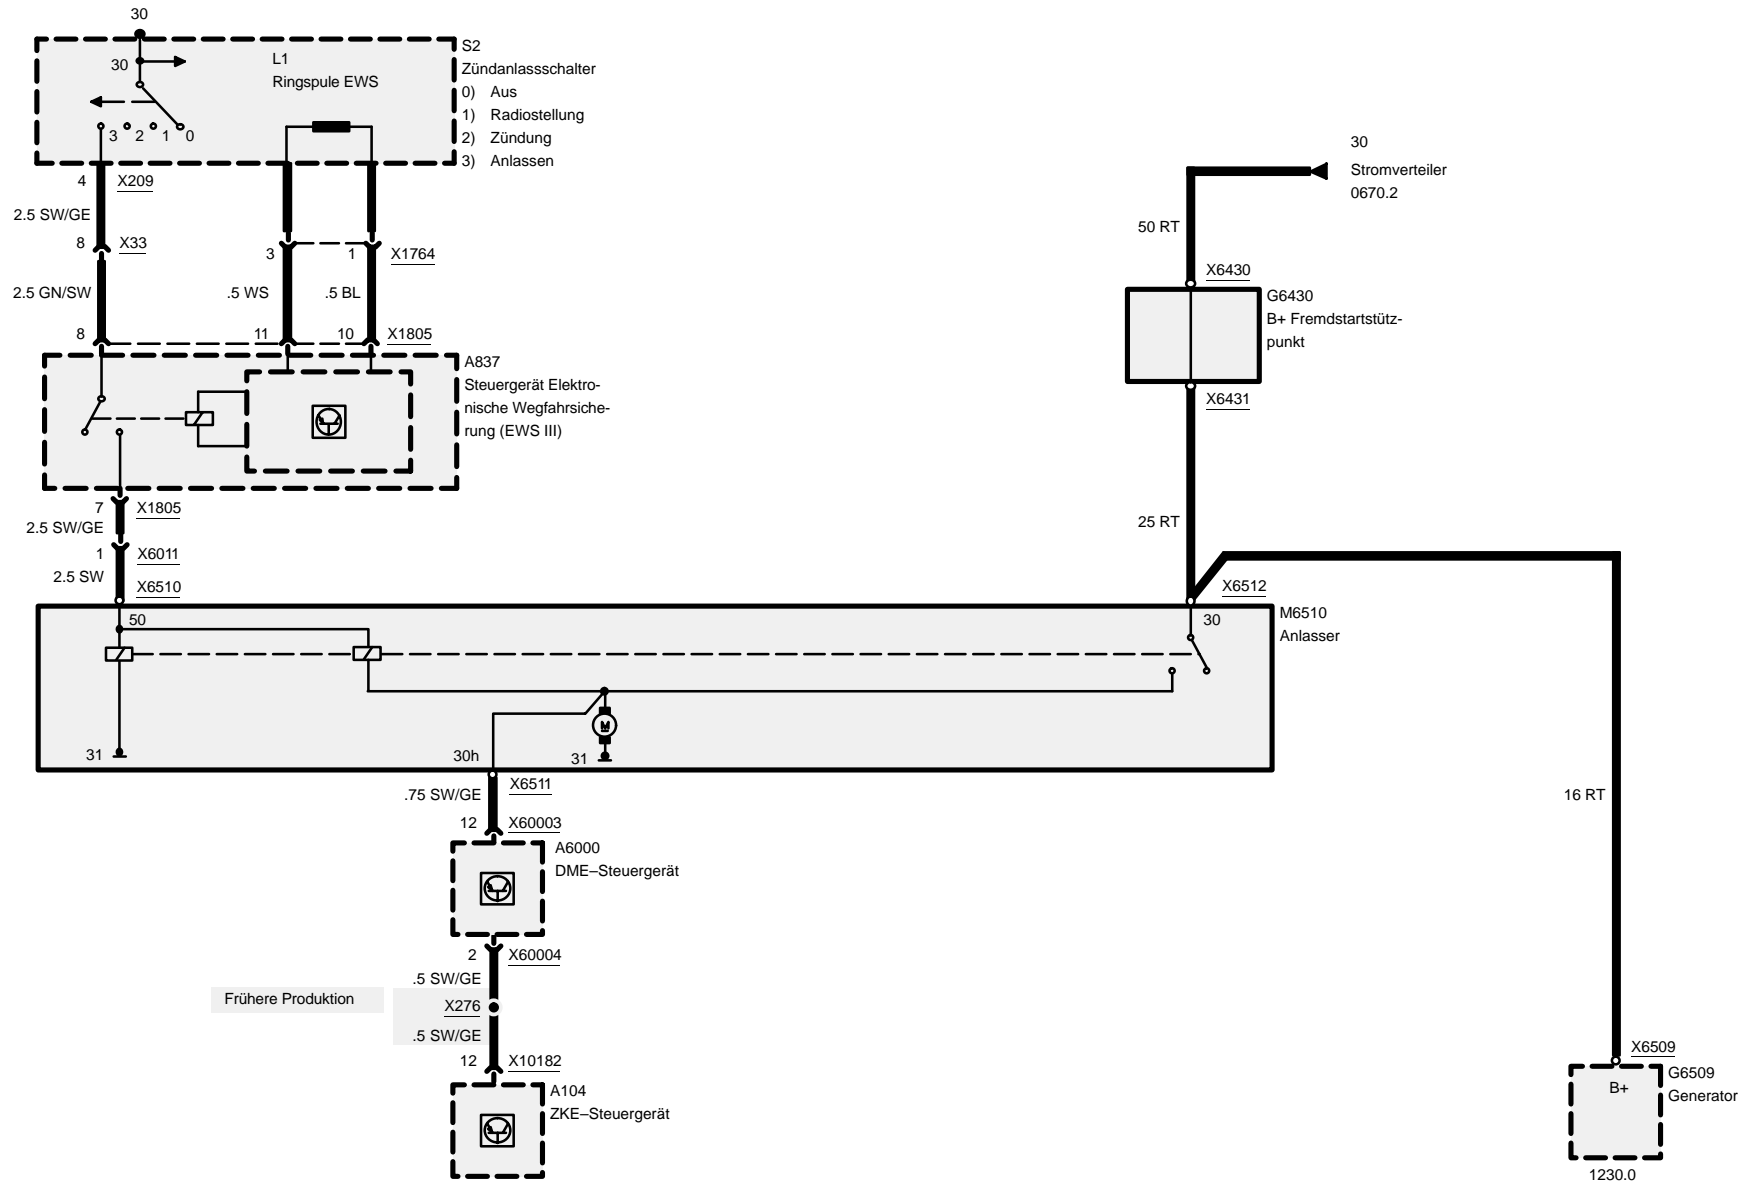 30
30
L1
Ringspule EWS
S2
Zündanlassschalter
0) Aus
1) Radiostellung
2) Zündung
3) Anlassen
3 2 1 0
4 X209
2.5 SW/GE
8 X33
3 1 X1764
2.5 GN/SW
.5 WS
.5 BL
8 11 10 X1805
A837
Steuergerät Elektro-
nische Wegfahrsiche-
rung (EWS III)
7 X1805
2.5 SW/GE
1 X6011
2.5 SW
X6510
30
Stromverteiler
0670.2
50 RT
X6430
G6430
B+ Fremdstartstütz-
punkt
X6431
25 RT
X6512
M6510
Anlasser
50
30
M
31
30h
31
X6511
.75 SW/GE
12 X60003
A6000
DME–Steuergerät
2 X60004
.5 SW/GE
Frühere Produktion
X276
.5 SW/GE
12 X10182
A104
ZKE–Steuergerät
16 RT
X6509
G6509
Generator
B+
1230.0